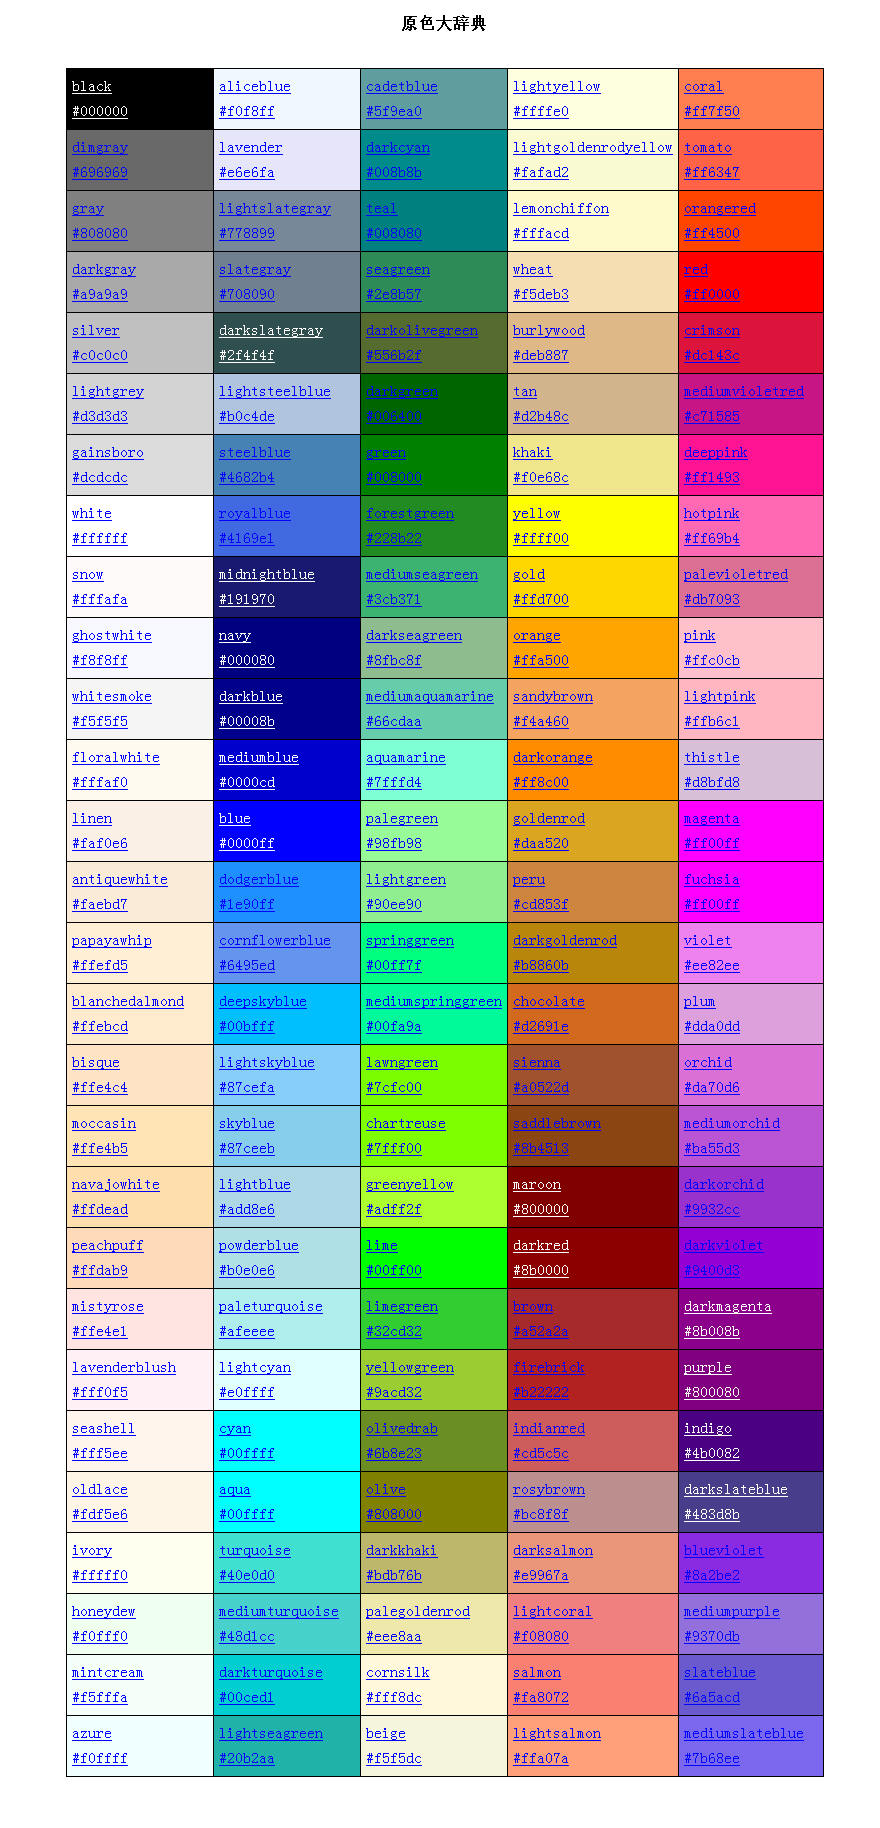 原色大辞典
black aliceblue cadetblue lightyellow coral
#000000 #f0f8ff #5f9ea0 #ffffe0 #ff7f50
dimgray lavender darkcyan lightgoldenrodyellow tomato
#696969 #e6e6fa #008b8b #fafad2 #ff6347
gray lightslategray teal lemonchiffon orangered
#808080 #778899 #008080 #fffacd #ff4500
darkgray slategray seagreen wheat red
#a9a9a9 #708090 #2e8b57 #f5deb3 #ff0000
silver darkslategray darkolivegreen burlywood crimson
#c0c0c0 #2f4f4f #556b2f #deb887 #dc143c
lightgrey lightsteelblue darkgreen tan mediumvioletred
#d3d3d3 #b0c4de #006400 #d2b48c #c71585
gainsboro steelblue green khaki deeppink
#dcdcdc #4682b4 #008000 #f0e68c #ff1493
white royalblue forestgreen yellow hotpink
#ffffff #4169e1 #228b22 #ffff00 #ff69b4
snow midnightblue mediumseagreen gold palevioletred
#fffafa #191970 #3cb371 #ffd700 #db7093
ghostwhite navy darkseagreen orange pink
#f8f8ff #000080 #8fbc8f #ffa500 #ffc0cb
whitesmoke darkblue mediumaquamarine sandybrown lightpink
#f5f5f5 #00008b #66cdaa #f4a460 #ffb6c1
floralwhite mediumblue aquamarine darkorange thistle
#fffaf0 #0000cd #7fffd4 #ff8c00 #d8bfd8
linen blue palegreen goldenrod magenta
#faf0e6 #0000ff #98fb98 #daa520 #ff00ff
antiquewhite dodgerblue lightgreen peru fuchsia
#faebd7 #1e90ff #90ee90 #cd853f #ff00ff
papayawhip cornflowerblue springgreen darkgoldenrod violet
#ffefd5 #6495ed #00ff7f #b8860b #ee82ee
blanchedalmond deepskyblue mediumspringgreen chocolate plum
#ffebcd #00bfff #00fa9a #d2691e #dda0dd
bisque lightskyblue lawngreen sienna orchid
#ffe4c4 #87cefa #7cfc00 #a0522d #da70d6
moccasin skyblue chartreuse saddlebrown mediumorchid
#ffe4b5 #87ceeb #7fff00 #8b4513 #ba55d3
navajowhite lightblue greenyellow maroon darkorchid
#ffdead #add8e6 #adff2f #800000 #9932cc
peachpuff powderblue lime darkred darkviolet
#ffdab9 #b0e0e6 #00ff00 #8b0000 #9400d3
mistyrose paleturquoise limegreen brown darkmagenta
#ffe4e1 #afeeee #32cd32 #a52a2a #8b008b
lavenderblush lightcyan yellowgreen firebrick purple
#fff0f5 #e0ffff #9acd32 #b22222 #800080
seashell cyan olivedrab indianred indigo
#fff5ee #00ffff #6b8e23 #cd5c5c #4b0082
oldlace aqua olive rosybrown darkslateblue
#fdf5e6 #00ffff #808000 #bc8f8f #483d8b
ivory turquoise darkkhaki darksalmon blueviolet
#fffff0 #40e0d0 #bdb76b #e9967a #8a2be2
honeydew mediumturquoise palegoldenrod lightcoral mediumpurple
#f0fff0 #48d1cc #eee8aa #f08080 #9370db
mintcream darkturquoise cornsilk salmon slateblue
#f5fffa #00ced1 #fff8dc #fa8072 #6a5acd
azure lightseagreen beige lightsalmon mediumslateblue
#f0ffff #20b2aa #f5f5dc #ffa07a #7b68ee